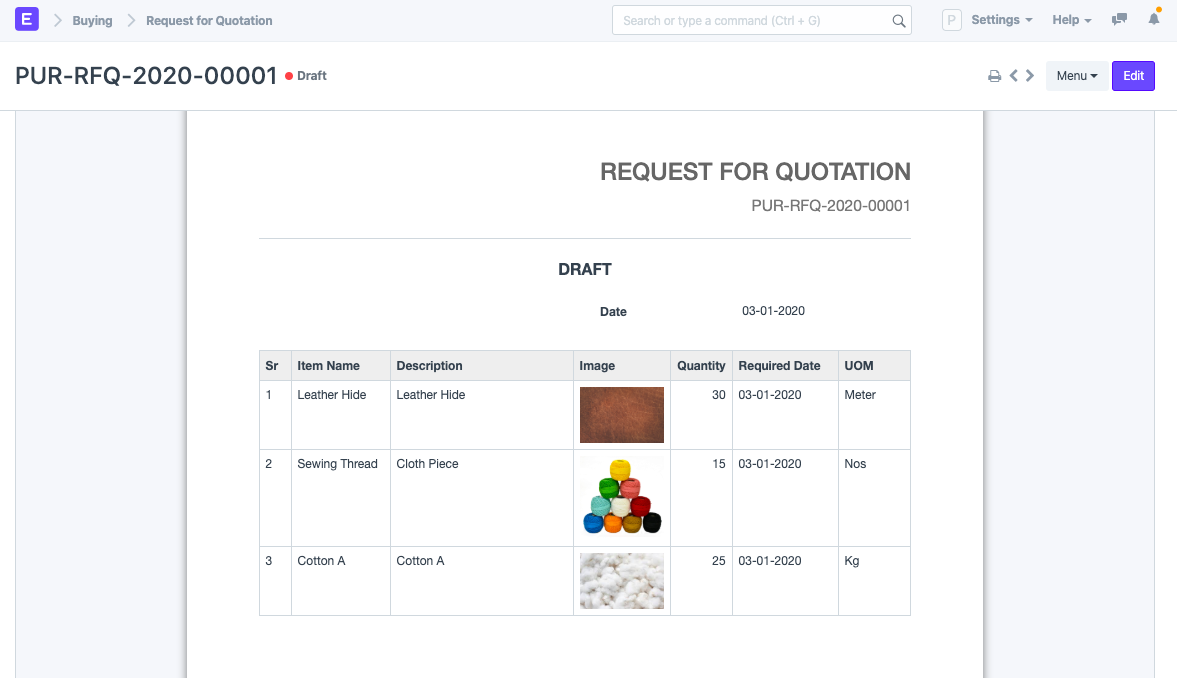 E Buying Request for Quotation Search or type a command (Ctrl + G) P Settings Help
PUR-RFQ-2020-00001 Draft Menu Edit
REQUEST FOR QUOTATION
PUR-RFQ-2020-00001
DRAFT
Date 03-01-2020
Sr Item Name Description Image Quantity Required Date UOM
1 Leather Hide Leather Hide 30 03-01-2020 Meter
2 Sewing Thread Cloth Piece 15 03-01-2020 Nos
3 Cotton A Cotton A 25 03-01-2020 Kg